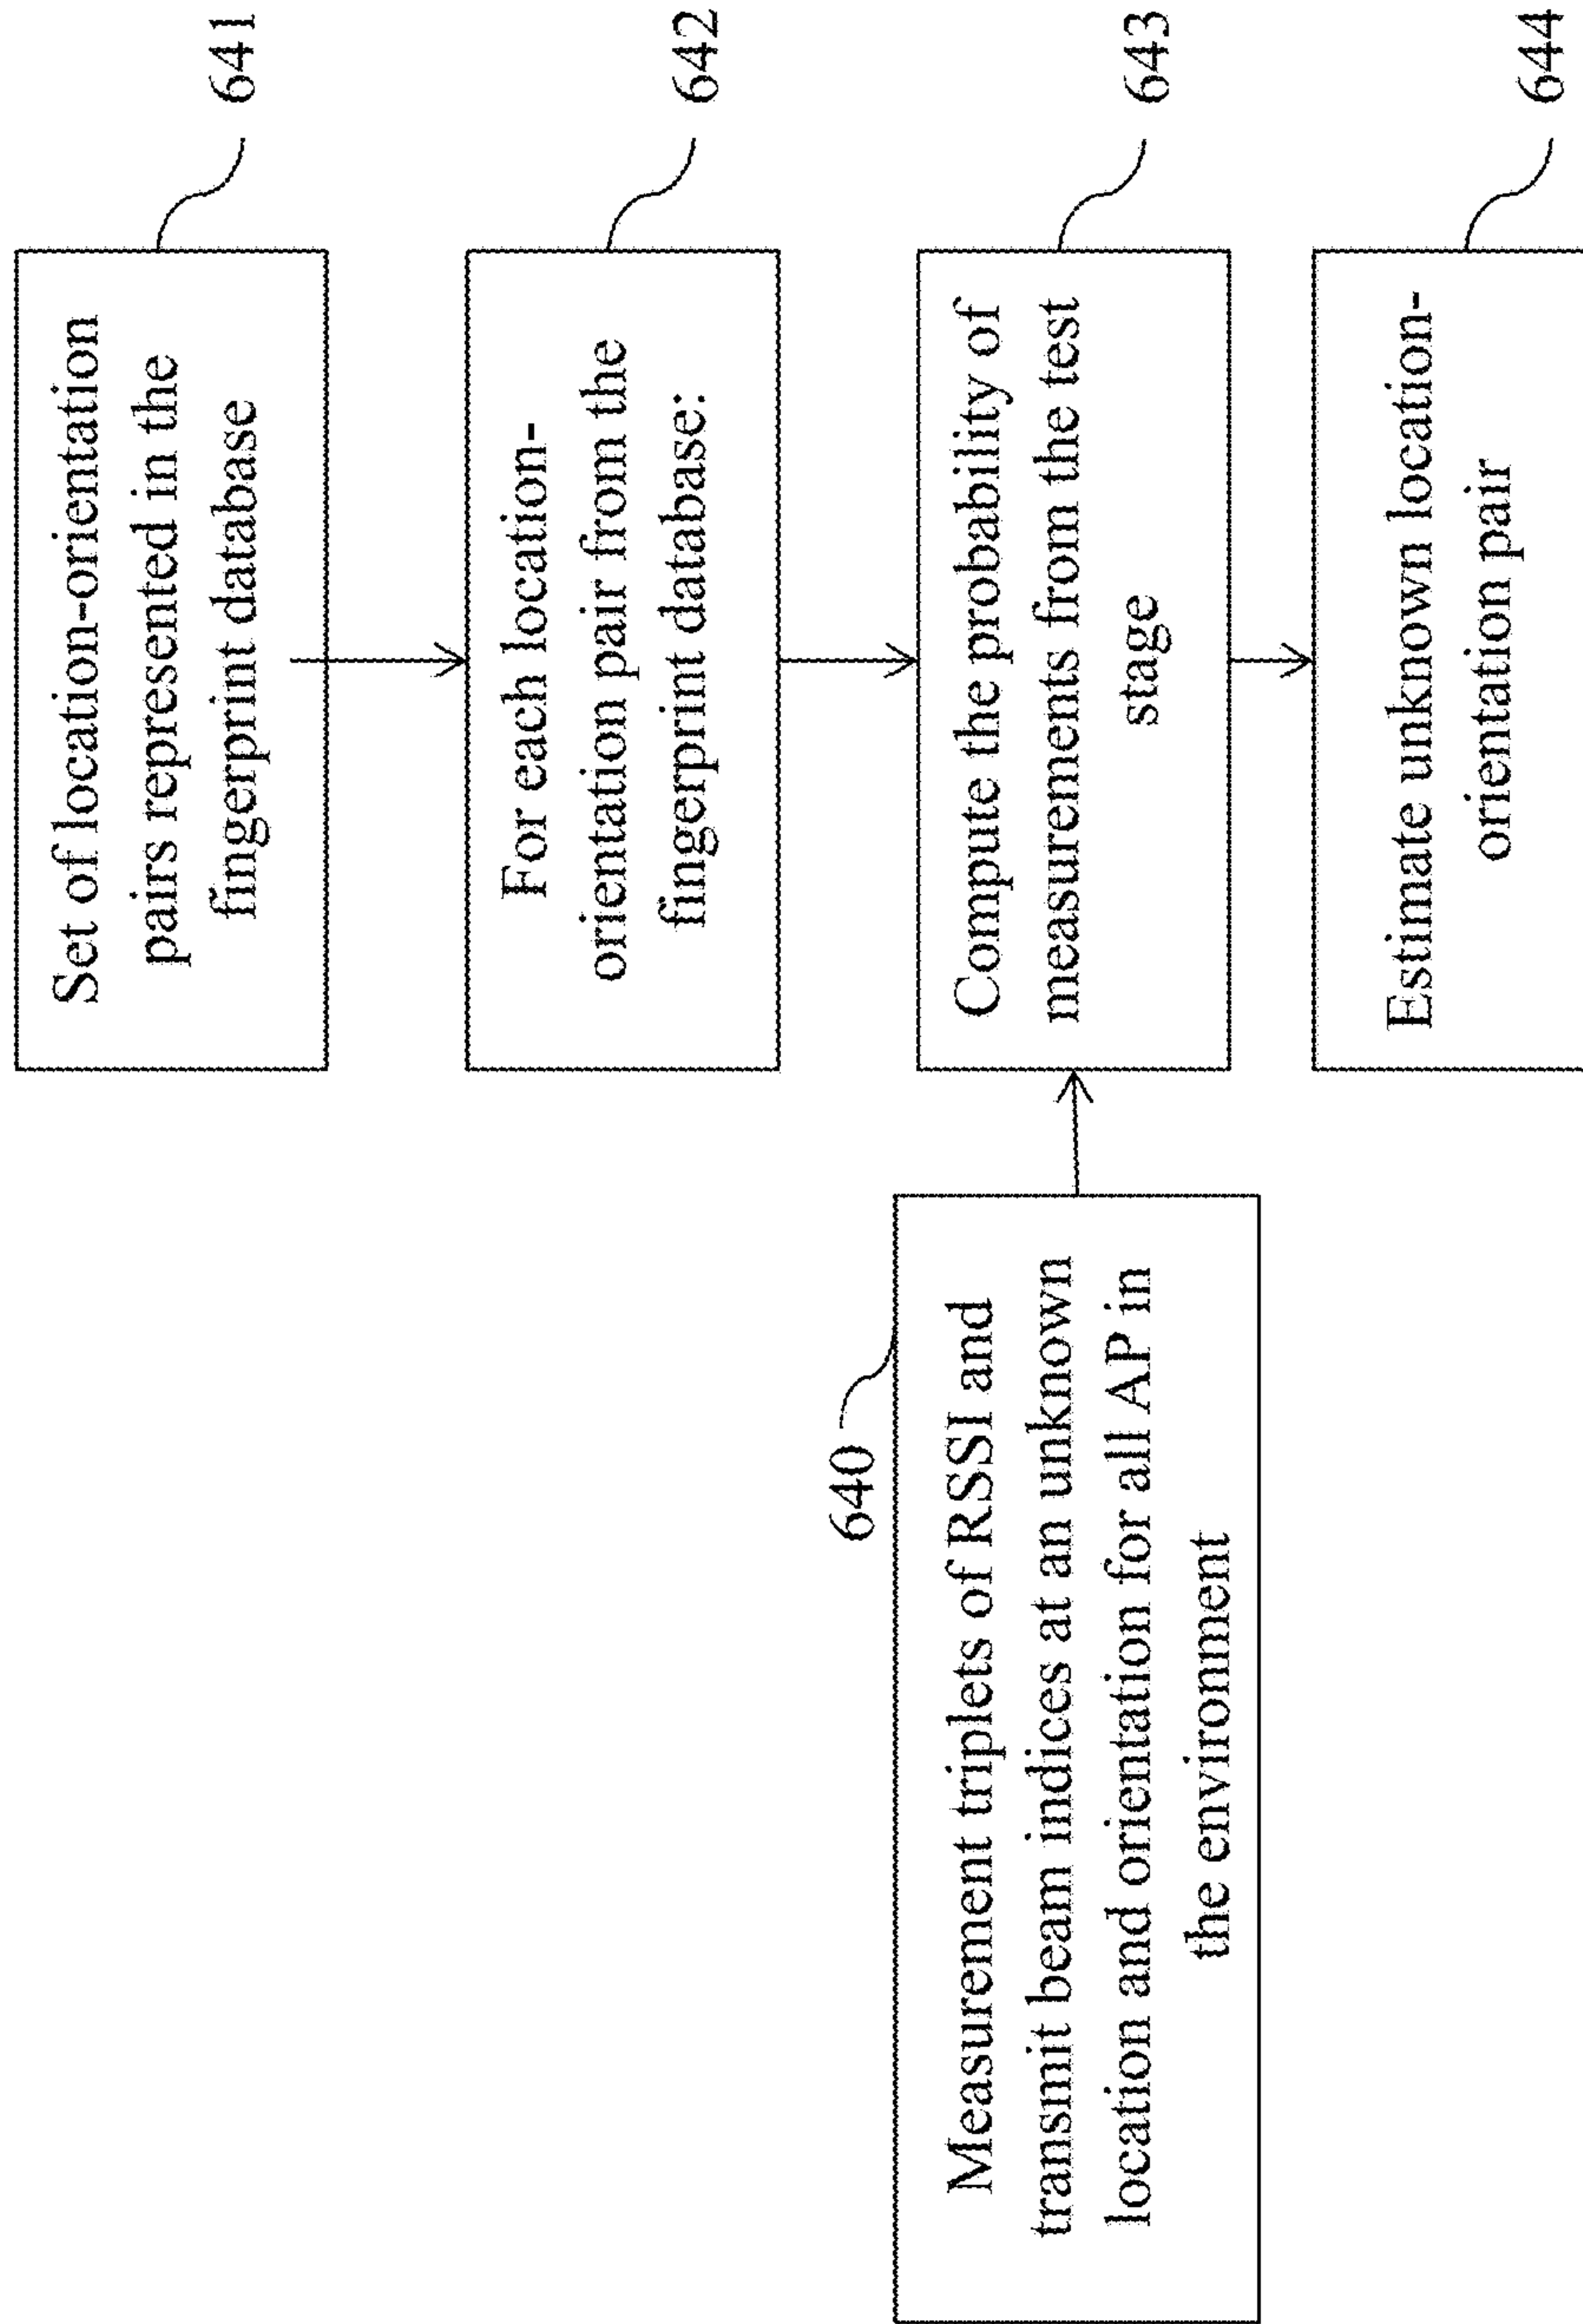 Set of location-orientation
pairs represented in the
fingerprint database
641
For each location-
orientation pair from the
fingerprint database:
642
640
Measurement triplets of RSSI and
transmit beam indices at an unknown
location and orientation for all AP in
the environment
Compute the probability of
measurements from the test
stage
643
Estimate unknown location-
orientation pair
644